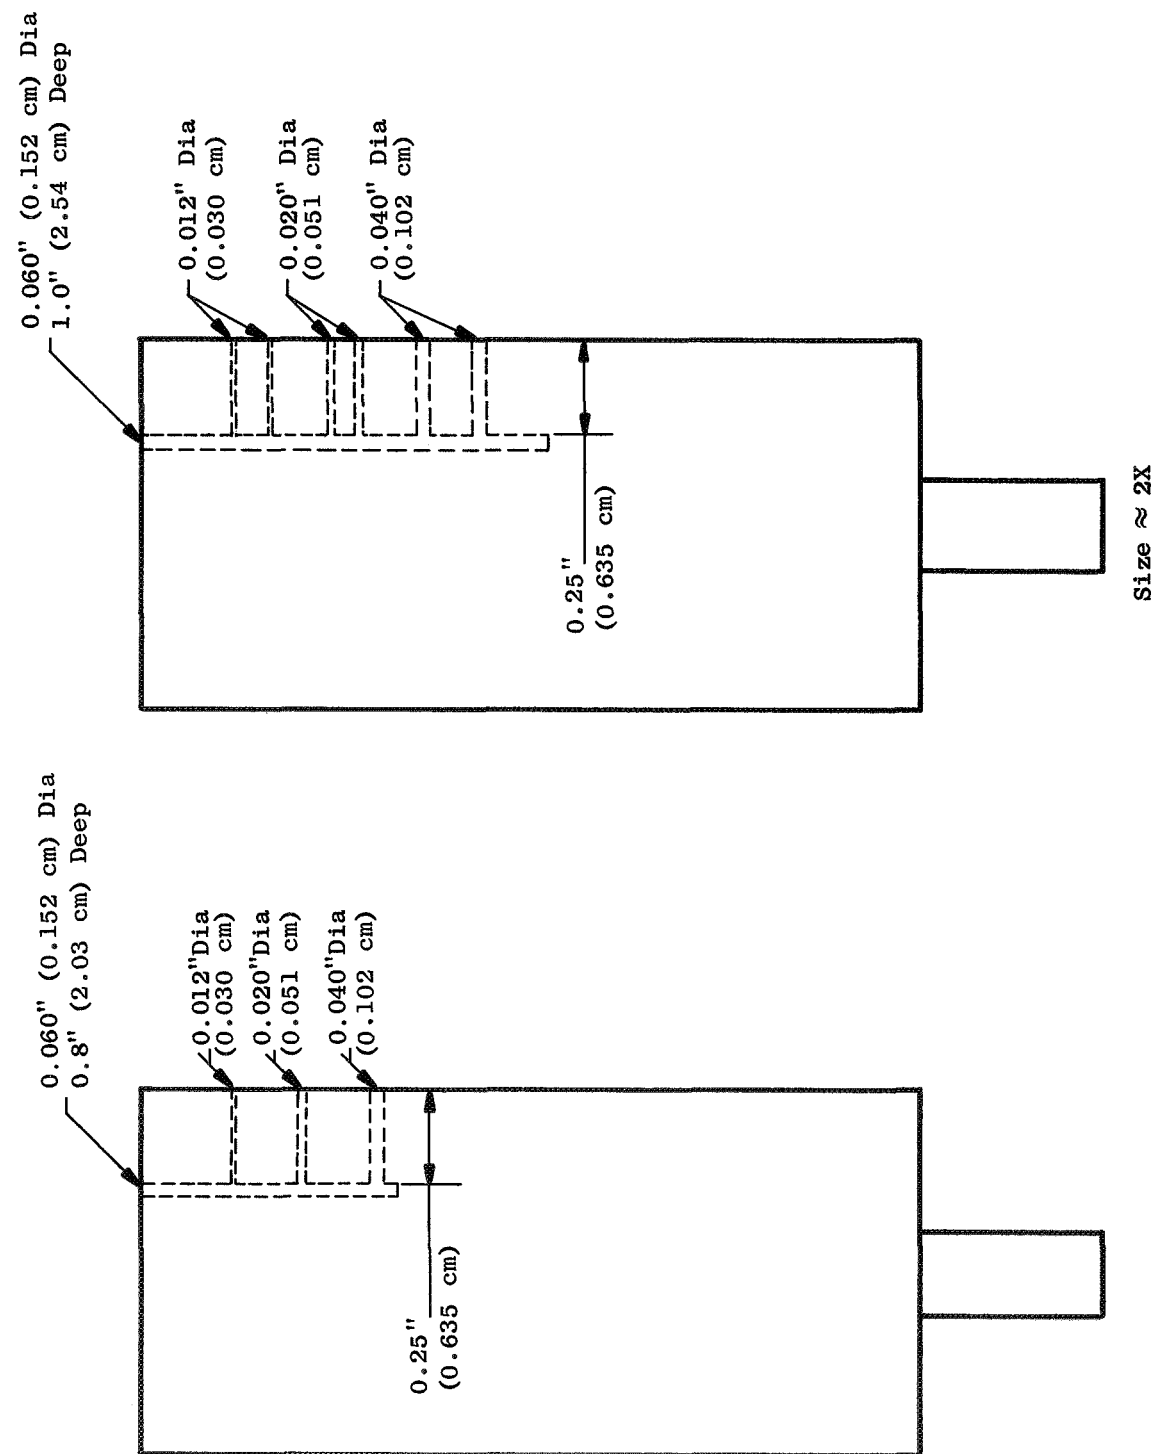 0.060" (0.152 cm) Dia
0.8" (2.03 cm) Deep
0.012"Dia
(0.030 cm)
0.020"Dia
(0.051 cm)
0.040"Dia
(0.102 cm)
0.25"
(0.635 cm)
0.060" (0.152 cm) Dia
1.0" (2.54 cm) Deep
0.012" Dia
(0.030 cm)
0.020" Dia
(0.051 cm)
0.040" Dia
(0.102 cm)
0.25"
(0.635 cm)
Size ≈ 2X